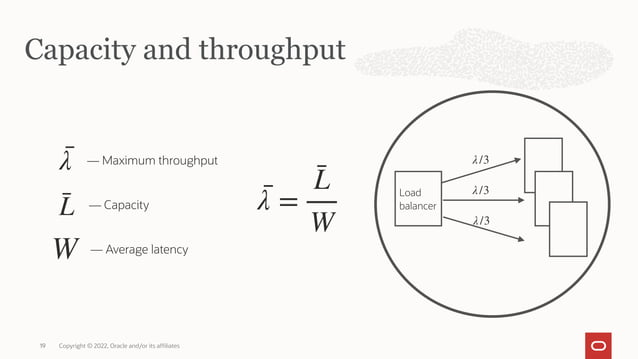 Capacity and throughput
λ̄ — Maximum throughput
L̄ — Capacity
W — Average latency
λ̄ = L̄ / W
λ/3
λ/3
λ/3
Load
balancer
19 Copyright © 2022, Oracle and/or its affiliates